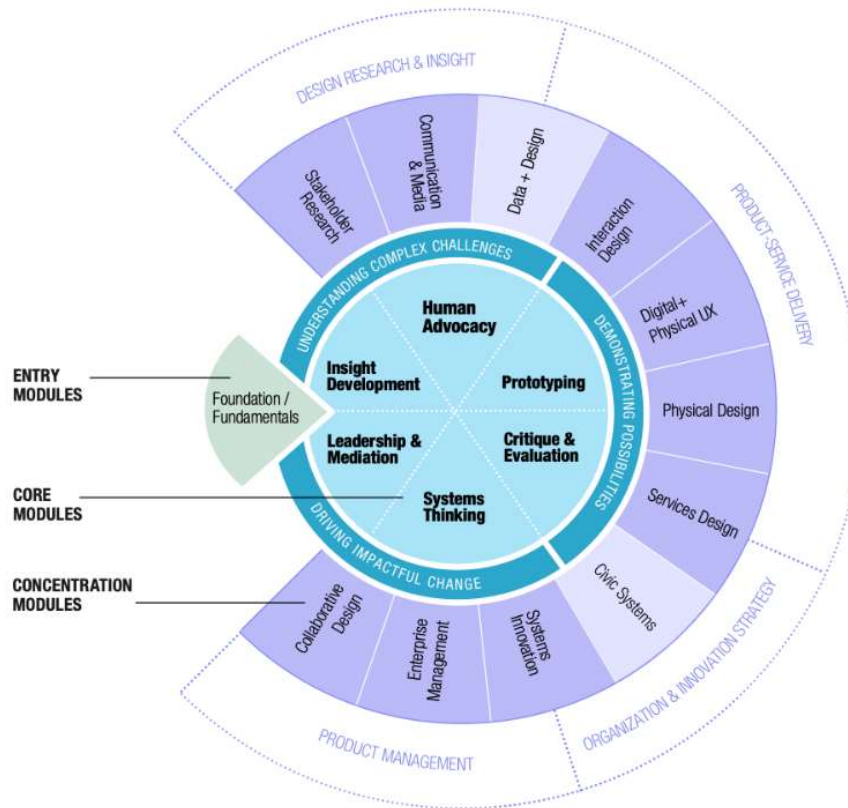 DESIGN RESEARCH & INSIGHT
PRODUCT-SERVICE DELIVERY
ORGANIZATION & INNOVATION STRATEGY
PRODUCT MANAGEMENT
Stakeholder
Research
Communication
& Media
Data + Design
Interaction
Design
Digital+
Physical UX
Physical Design
Services Design
Civic Systems
Systems
Innovation
Enterprise
Management
Collaborative
Design
UNDERSTANDING COMPLEX CHALLENGES
DEMONSTRATING POSSIBILITIES
DRIVING IMPACTFUL CHANGE
Human
Advocacy
Insight
Development
Prototyping
Leadership &
Mediation
Critique &
Evaluation
Systems
Thinking
ENTRY
MODULES
Foundation /
Fundamentals
CORE
MODULES
CONCENTRATION
MODULES